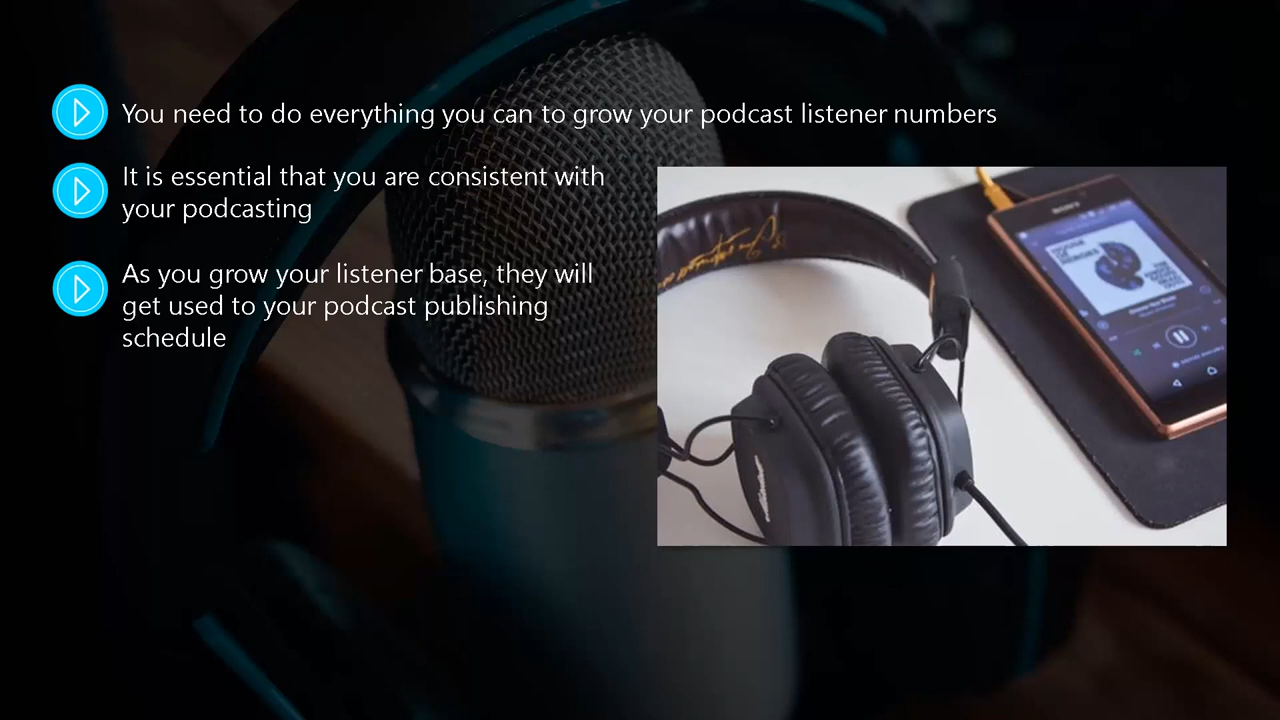 You need to do everything you can to grow your podcast listener numbers
It is essential that you are consistent with
your podcasting
As you grow your listener base, they will
get used to your podcast publishing
schedule
SONY